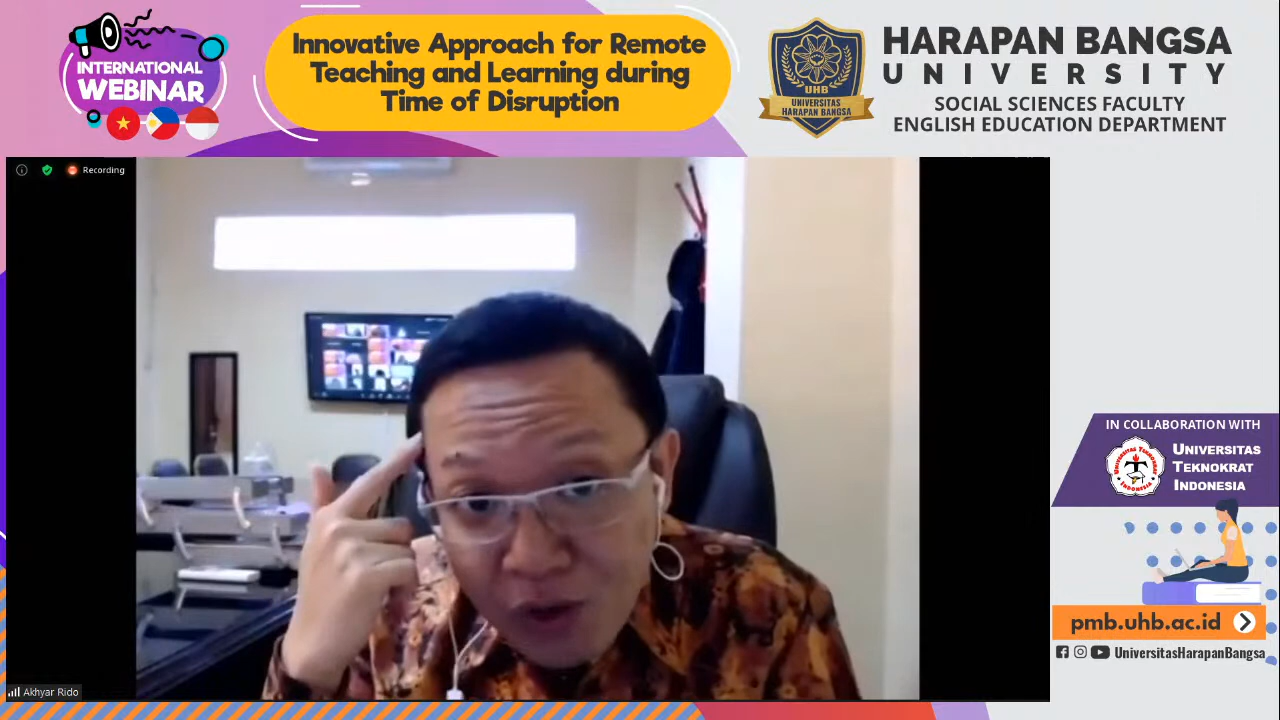 INTERNATIONAL
WEBINAR
Innovative Approach for Remote
Teaching and Learning during
Time of Disruption
UHB
UNIVERSITAS
HARAPAN BANGSA
HARAPAN BANGSA
UNIVERSITY
SOCIAL SCIENCES FACULTY
ENGLISH EDUCATION DEPARTMENT
Recording
IN COLLABORATION WITH
UNIVERSITAS
TEKNOKRAT
INDONESIA
pmb.uhb.ac.id
UniversitasHarapanBangsa
Akhyar Rido